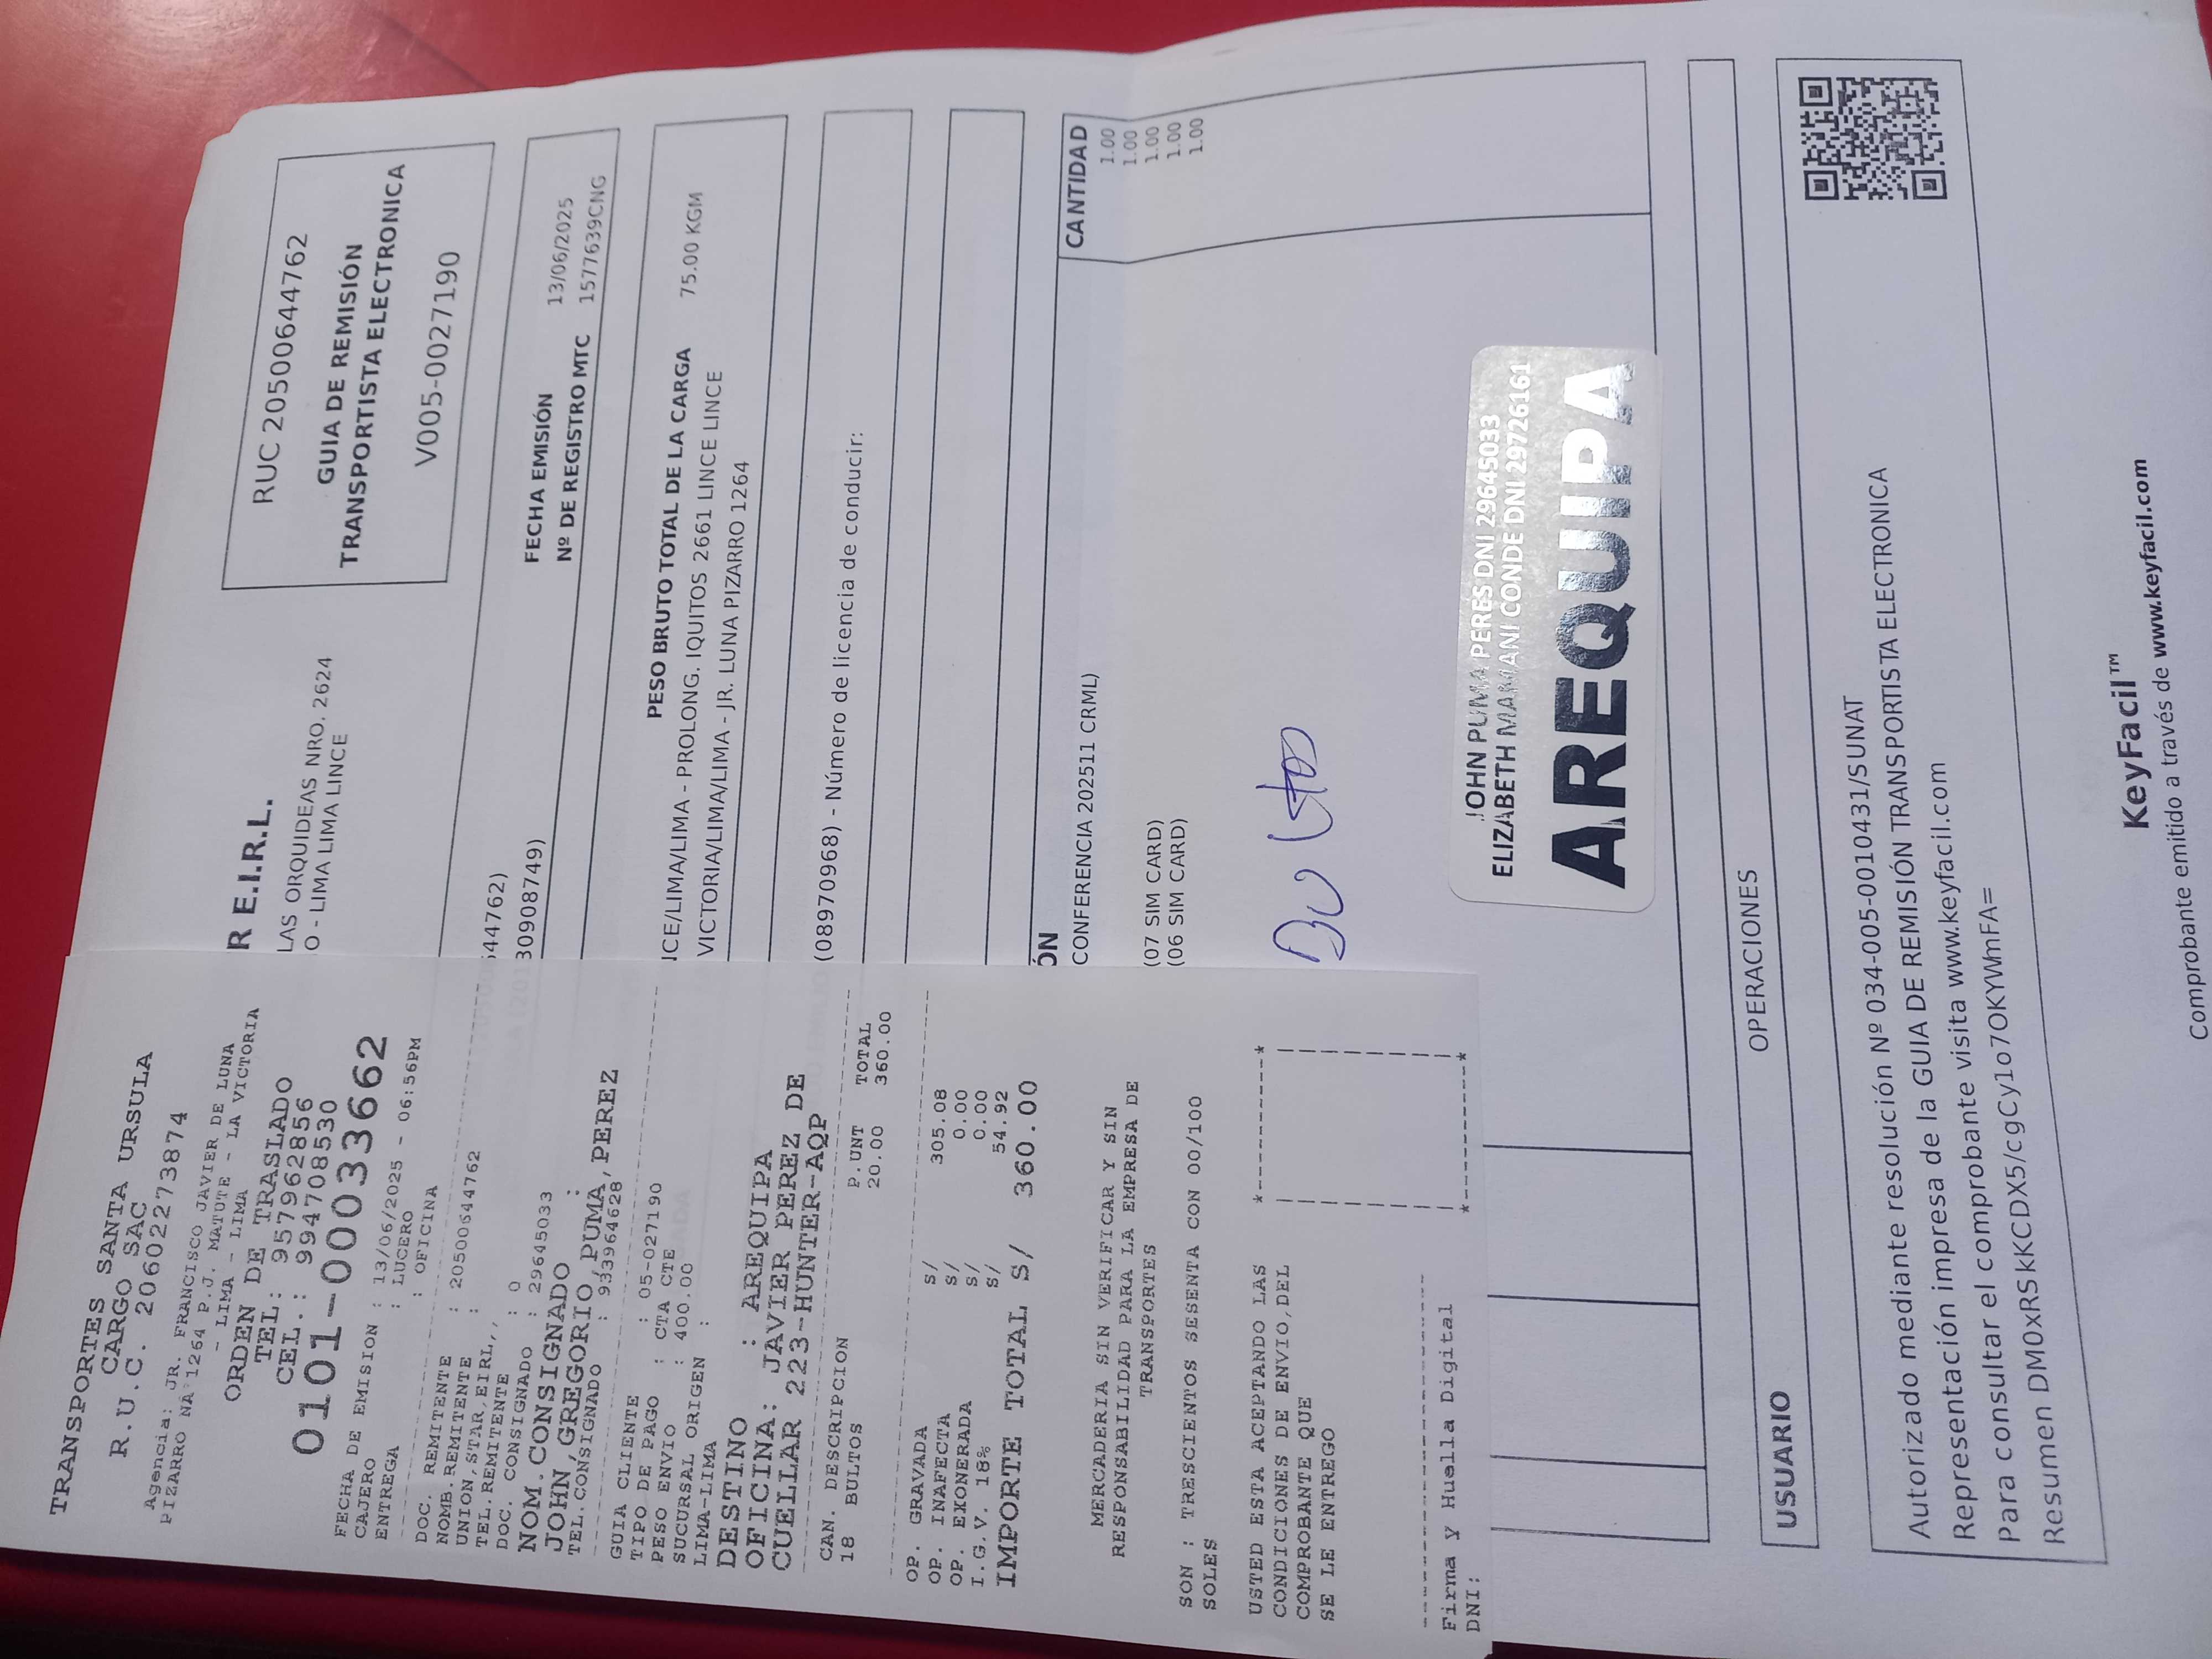 TRANSPORTES SANTA URSULA
CARGO SAC
R.U.C. 20602273874
Agencia: JR. FRANCISCO JAVIER DE LUNA
PIZARRO NA°1264 P.J. MATUTE - LA VICTORIA
- LIMA - LIMA
ORDEN DE TRASLADO
TEL: 957962856
CEL.: 994708530
0101-0003662
FECHA DE EMISION : 13/06/2025 - 06:56PM
CAJERO : LUCERO
ENTREGA : OFICINA
DOC. REMITENTE : 20500644762
NOMB.REMITENTE :
UNION,STAR,EIRL,,
TEL.REMITENTE : 0
DOC. CONSIGNADO : 29645033
NOM.CONSIGNADO :
JOHN,GREGORIO,PUMA,PEREZ
TEL.CONSIGNADO : 933964628
GUIA CLIENTE : 05-027190
TIPO DE PAGO : CTA CTE
PESO ENVIO : 400.00
SUCURSAL ORIGEN :
LIMA-LIMA
DESTINO : AREQUIPA
OFICINA: JAVIER PEREZ DE
CUELLAR 223-HUNTER-AQP
CAN. DESCRIPCION P.UNT TOTAL
18 BULTOS 20.00 360.00
OP. GRAVADA S/ 305.08
OP. INAFECTA S/ 0.00
OP. EXONERADA S/ 0.00
I.G.V. 18% S/ 54.92
IMPORTE TOTAL S/ 360.00
MERCADERIA SIN VERIFICAR Y SIN
RESPONSABILIDAD PARA LA EMPRESA DE
TRANSPORTES
SON : TRESCIENTOS SESENTA CON 00/100
SOLES
USTED ESTA ACEPTANDO LAS
CONDICIONES DE ENVIO,DEL
COMPROBANTE QUE
SE LE ENTREGO
Firma y Huella Digital
DNI:
R E.I.R.L.
LAS ORQUIDEAS NRO. 2624
O - LIMA LIMA LINCE
RUC 20500644762
GUIA DE REMISIÓN
TRANSPORTISTA ELECTRONICA
V005-00271​90
544762)
30908749)
FECHA EMISIÓN 13/06/2025
Nº DE REGISTRO MTC 1577639CNG
PESO BRUTO TOTAL DE LA CARGA 75.00 KGM
ICE/LIMA/LIMA - PROLONG. IQUITOS 2661 LINCE LINCE
VICTORIA/LIMA/LIMA - JR. LUNA PIZARRO 1264
(08970968) - Número de licencia de conducir:
ÓN CANTIDAD
CONFERENCIA 202511 CRML) 1.00
1.00
1.00
(07 SIM CARD) 1.00
(06 SIM CARD) 1.00
JOHN PUMA PERES DNI 29645033
ELIZABETH MAMANI CONDE DNI 29726161
AREQUIPA
OPERACIONES
USUARIO
Autorizado mediante resolución Nº 034-005-0010431/SUNAT
Representación impresa de la GUIA DE REMISIÓN TRANSPORTISTA ELECTRONICA
Para consultar el comprobante visita www.keyfacil.com
Resumen DM0xRSKKCDX5/cgCy1o7OKYWmFA=
KeyFacil™
Comprobante emitido a través de www.keyfacil.com